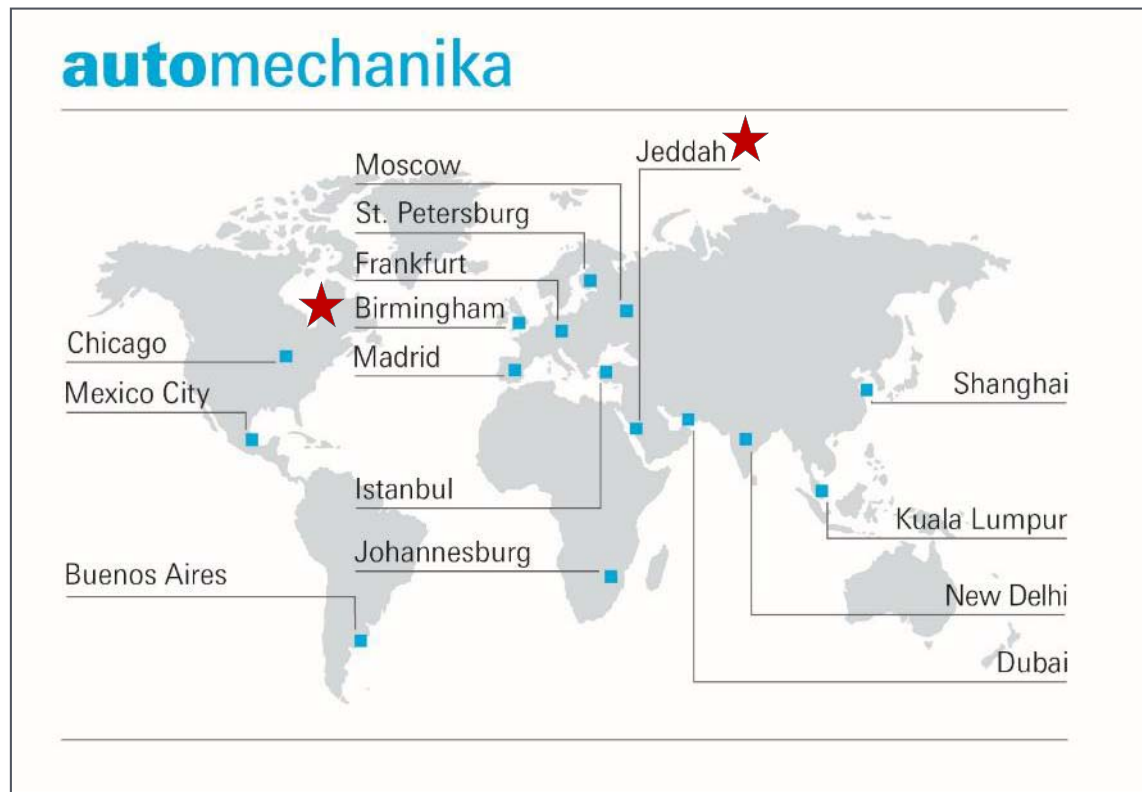 automechanika
Jeddah
Moscow
St. Petersburg
Frankfurt
Birmingham
Chicago
Madrid
Mexico City
Shanghai
Istanbul
Kuala Lumpur
Johannesburg
Buenos Aires
New Delhi
Dubai